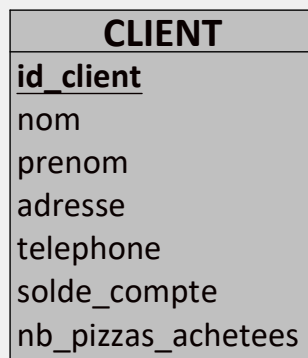 CLIENT
id_client
nom
prenom
adresse
telephone
solde_compte
nb_pizzas_achetees